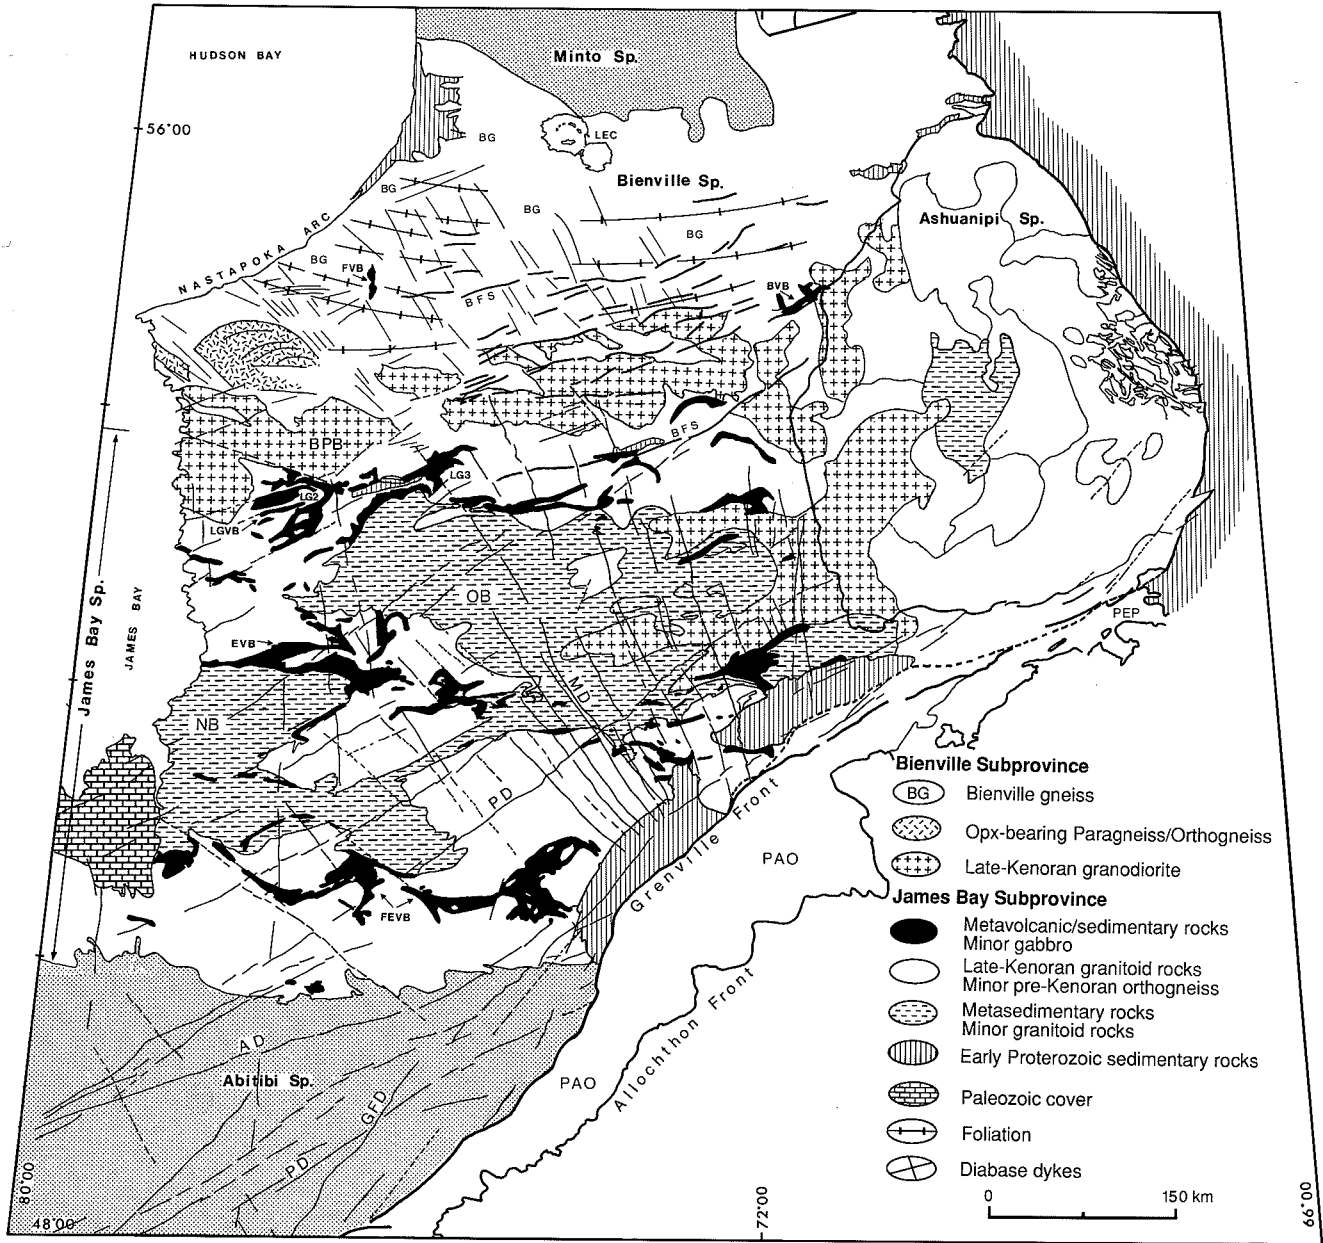 HUDSON BAY
Minto Sp.
56°00
BG
LEC
BG
Bienville Sp.
BG
Ashuanipi Sp.
NASTAPOKA ARC
BG
BG
FVB
BVB
BFS
BFS
BPB
LG3
LG2
LGVB
OB
James Bay Sp.
JAMES BAY
PEP
EVB
MD
NB
PD
Grenville Front
PAO
FEVB
Allochthon Front
AD
Abitibi Sp.
PAO
GFD
PD
80°00
48°00
72°00
66°00
Bienville Subprovince
BG Bienville gneiss
Opx-bearing Paragneiss/Orthogneiss
Late-Kenoran granodiorite
James Bay Subprovince
Metavolcanic/sedimentary rocks
Minor gabbro
Late-Kenoran granitoid rocks
Minor pre-Kenoran orthogneiss
Metasedimentary rocks
Minor granitoid rocks
Early Proterozoic sedimentary rocks
Paleozoic cover
Foliation
Diabase dykes
0 150 km